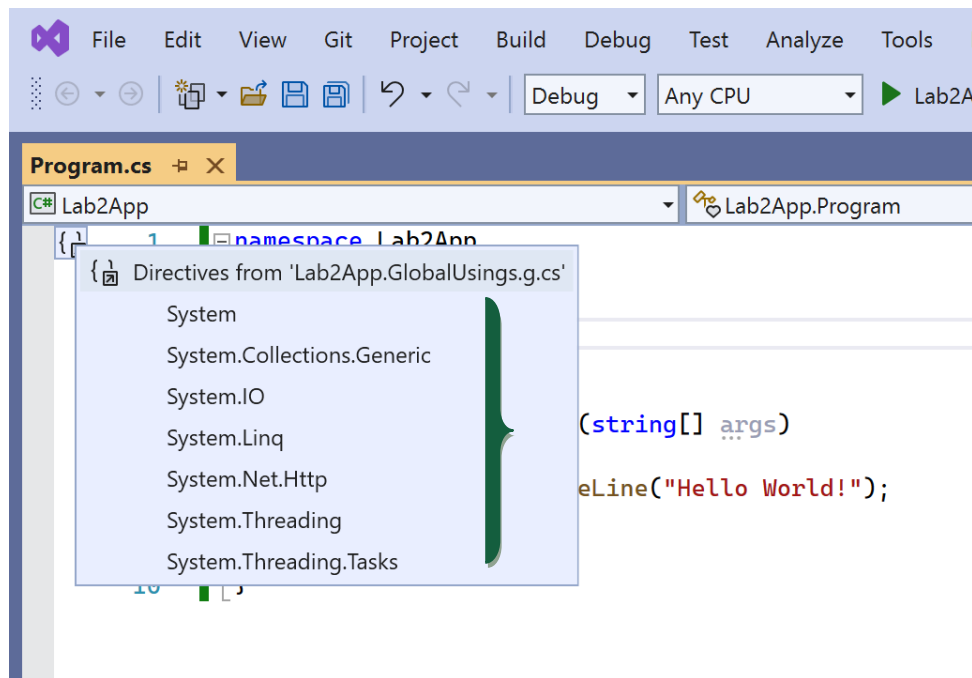 File Edit View Git Project Build Debug Test Analyze Tools
Debug Any CPU Lab2A
Program.cs
C# Lab2App Lab2App.Program
1 namespace Lab2App
Directives from 'Lab2App.GlobalUsings.g.cs'
System
System.Collections.Generic
System.IO
System.Linq
(string[] args)
System.Net.Http
eLine("Hello World!");
System.Threading
System.Threading.Tasks
10 }